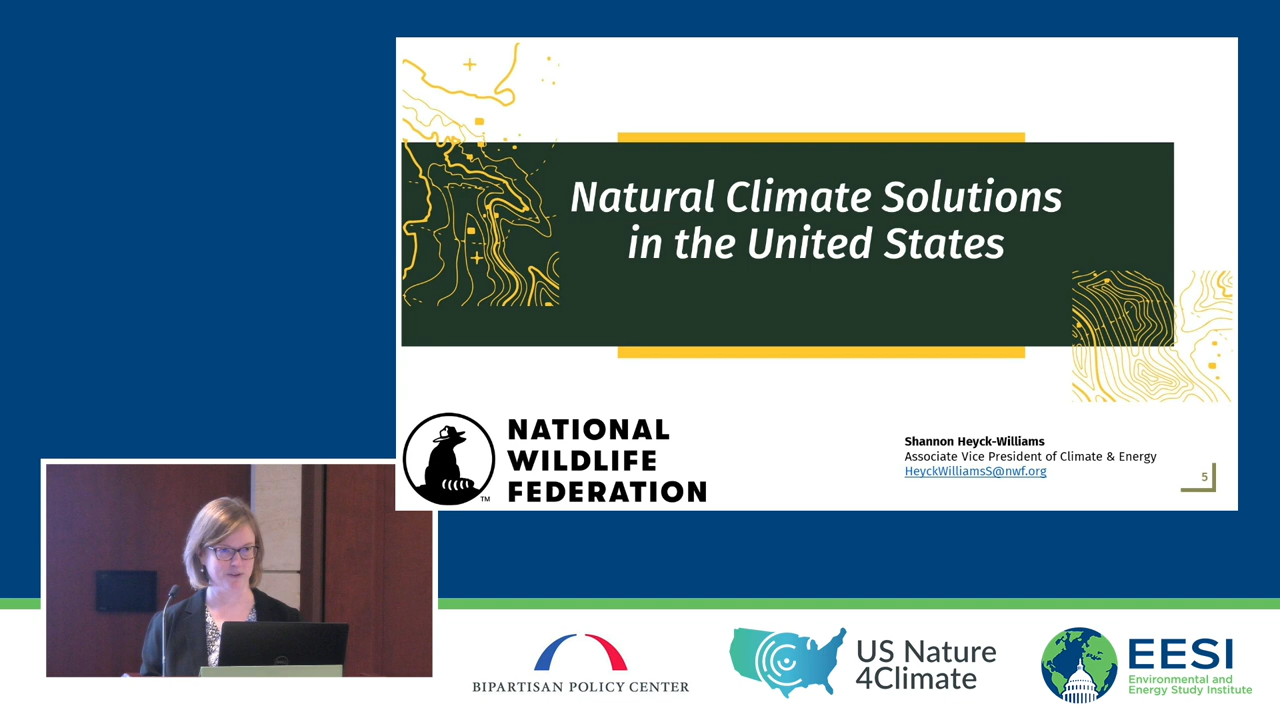 Natural Climate Solutions
in the United States
NATIONAL
WILDLIFE
FEDERATION
TM
Shannon Heyck-Williams
Associate Vice President of Climate & Energy
HeyckWilliamsS@nwf.org
5
BIPARTISAN POLICY CENTER
US Nature
4Climate
EESI
Environmental and
Energy Study Institute